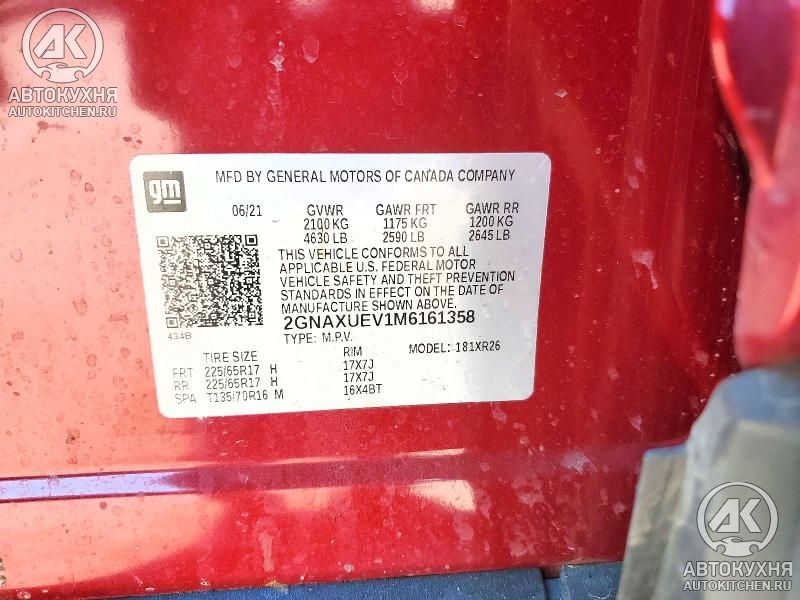 АК
АВТОКУХНЯ
AUTOKITCHEN.RU
gm
MFD BY GENERAL MOTORS OF CANADA COMPANY
06/21 GVWR GAWR FRT GAWR RR
2100 KG 1175 KG 1200 KG
4630 LB 2590 LB 2645 LB
THIS VEHICLE CONFORMS TO ALL
APPLICABLE U.S. FEDERAL MOTOR
VEHICLE SAFETY AND THEFT PREVENTION
STANDARDS IN EFFECT ON THE DATE OF
MANUFACTURE SHOWN ABOVE.
434B
2GNAXUEV1M6161358
TYPE: M.P.V. MODEL: 181XR26
TIRE SIZE RIM
FRT 225/65R17 H 17X7J
RR 225/65R17 H 17X7J
SPA T135/70R16 M 16X4BT
АК
АВТОКУХНЯ
AUTOKITCHEN.RU